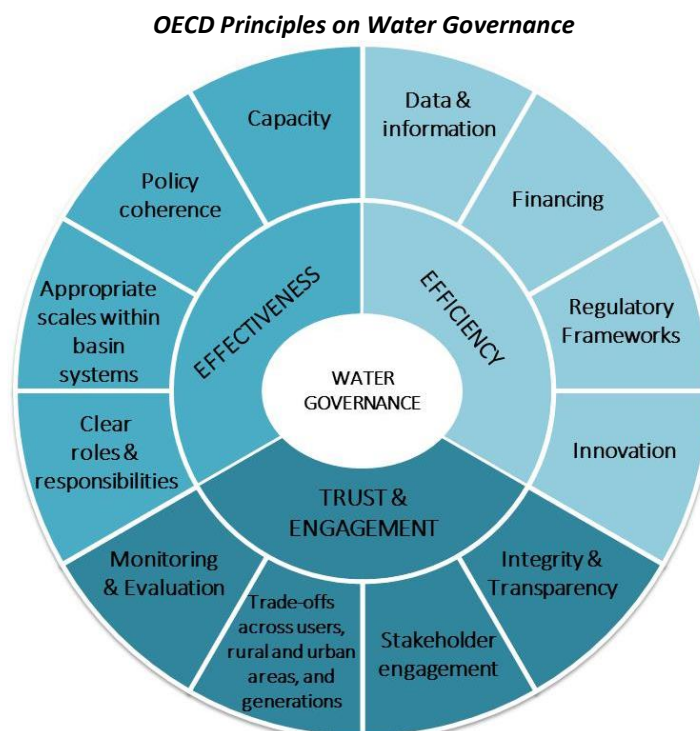 OECD Principles on Water Governance
Capacity
Data &
information
Policy
coherence
Financing
Appropriate
scales within
basin
systems
EFFECTIVENESS
EFFICIENCY
Regulatory
Frameworks
WATER
GOVERNANCE
Clear
roles &
responsibilities
Innovation
TRUST &
ENGAGEMENT
Monitoring
& Evaluation
Trade-offs
across users,
rural and urban
areas, and
generations
Stakeholder
engagement
Integrity &
Transparency